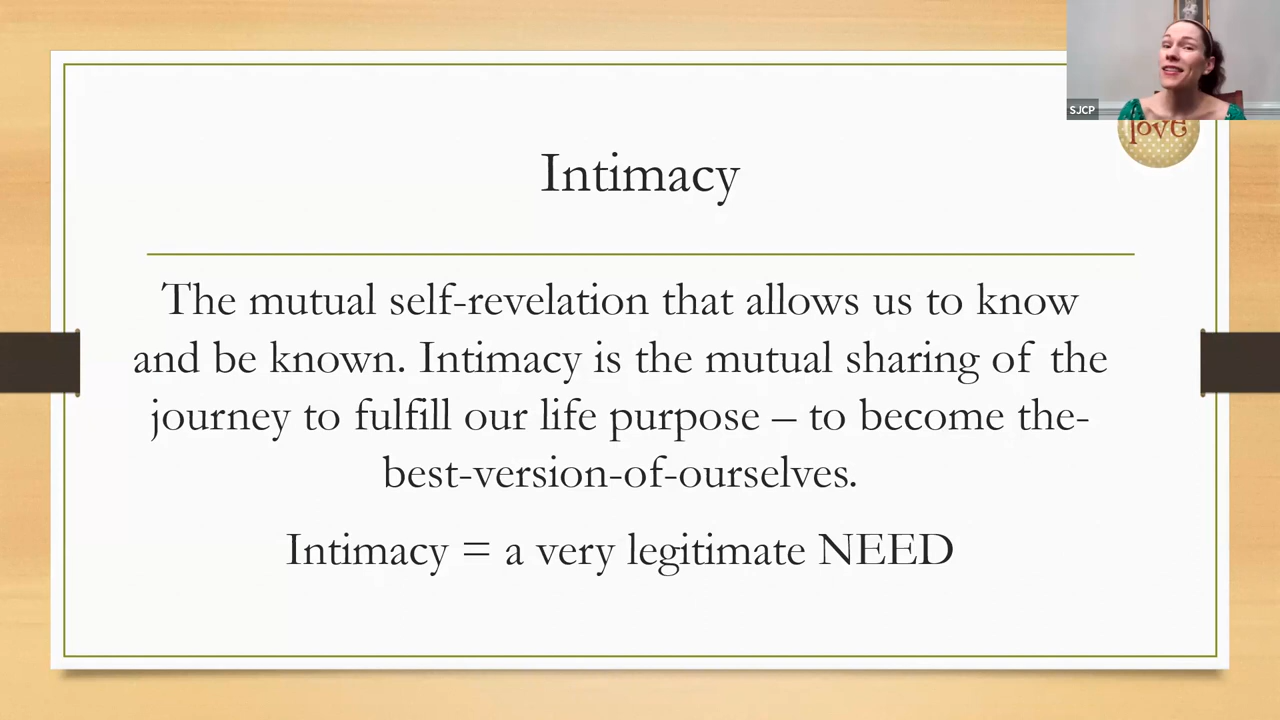 SJCP
love
Intimacy
The mutual self-revelation that allows us to know
and be known. Intimacy is the mutual sharing of the
journey to fulfill our life purpose – to become the-
best-version-of-ourselves.
Intimacy = a very legitimate NEED